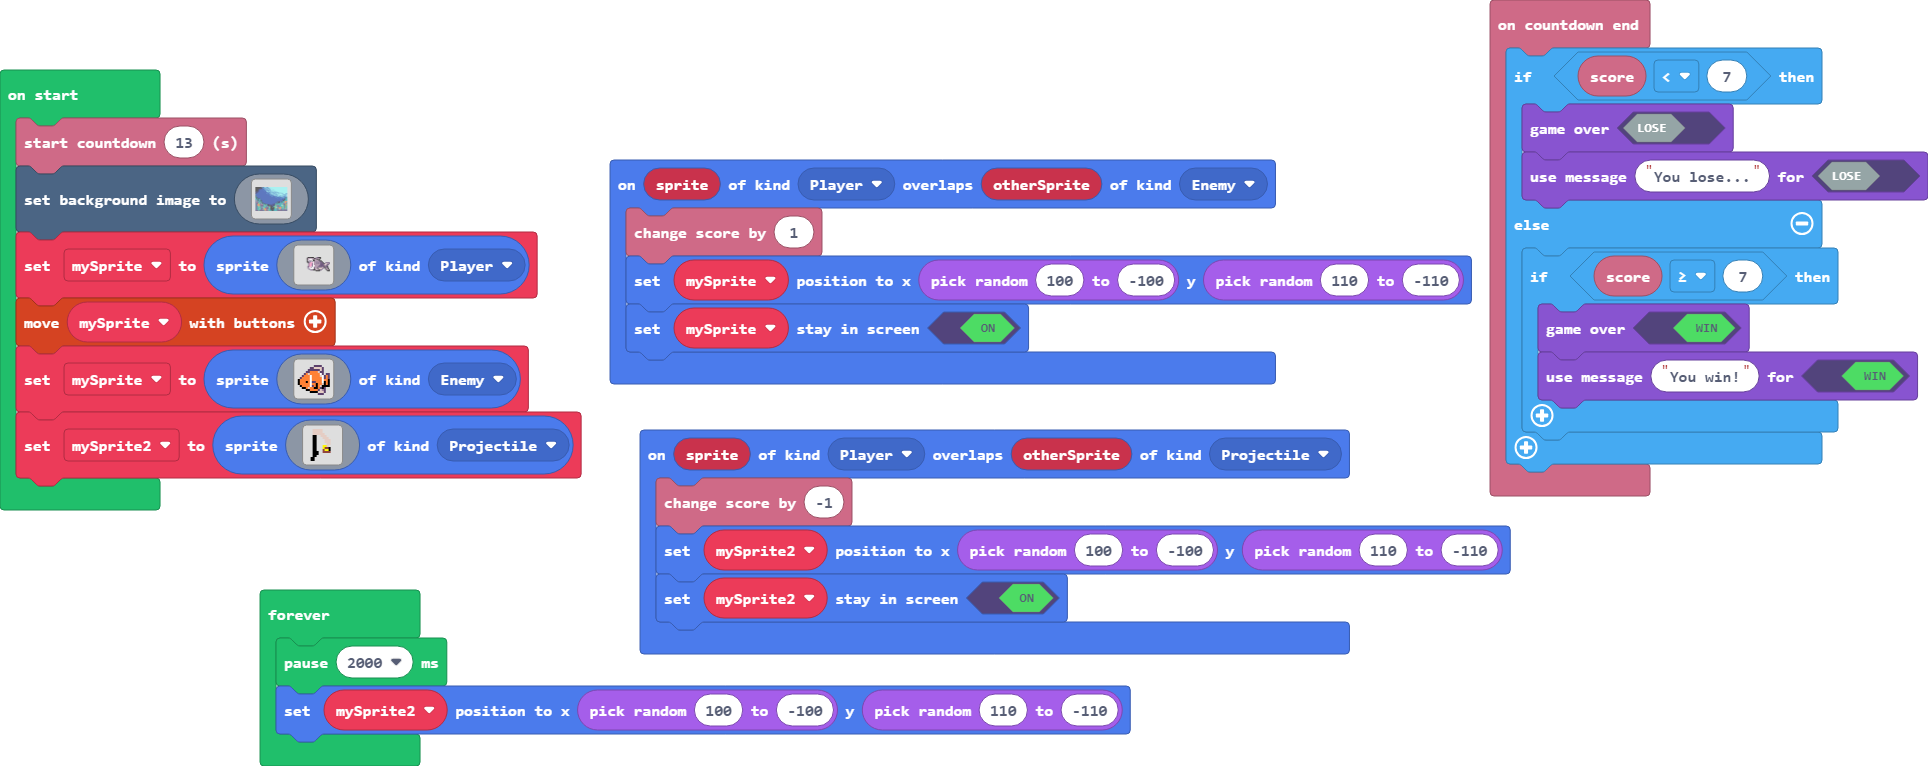 on start
start countdown 13 (s)
set background image to
set mySprite to sprite of kind Player
move mySprite with buttons
set mySprite to sprite of kind Enemy
set mySprite2 to sprite of kind Projectile
forever
pause 2000 ms
set mySprite2 position to x pick random 100 to -100 y pick random 110 to -110
on sprite of kind Player overlaps otherSprite of kind Enemy
change score by 1
set mySprite position to x pick random 100 to -100 y pick random 110 to -110
set mySprite stay in screen ON
on sprite of kind Player overlaps otherSprite of kind Projectile
change score by -1
set mySprite2 position to x pick random 100 to -100 y pick random 110 to -110
set mySprite2 stay in screen ON
on countdown end
if score < 7 then
game over LOSE
use message "You lose..." for LOSE
else
if score ≥ 7 then
game over WIN
use message "You win!" for WIN